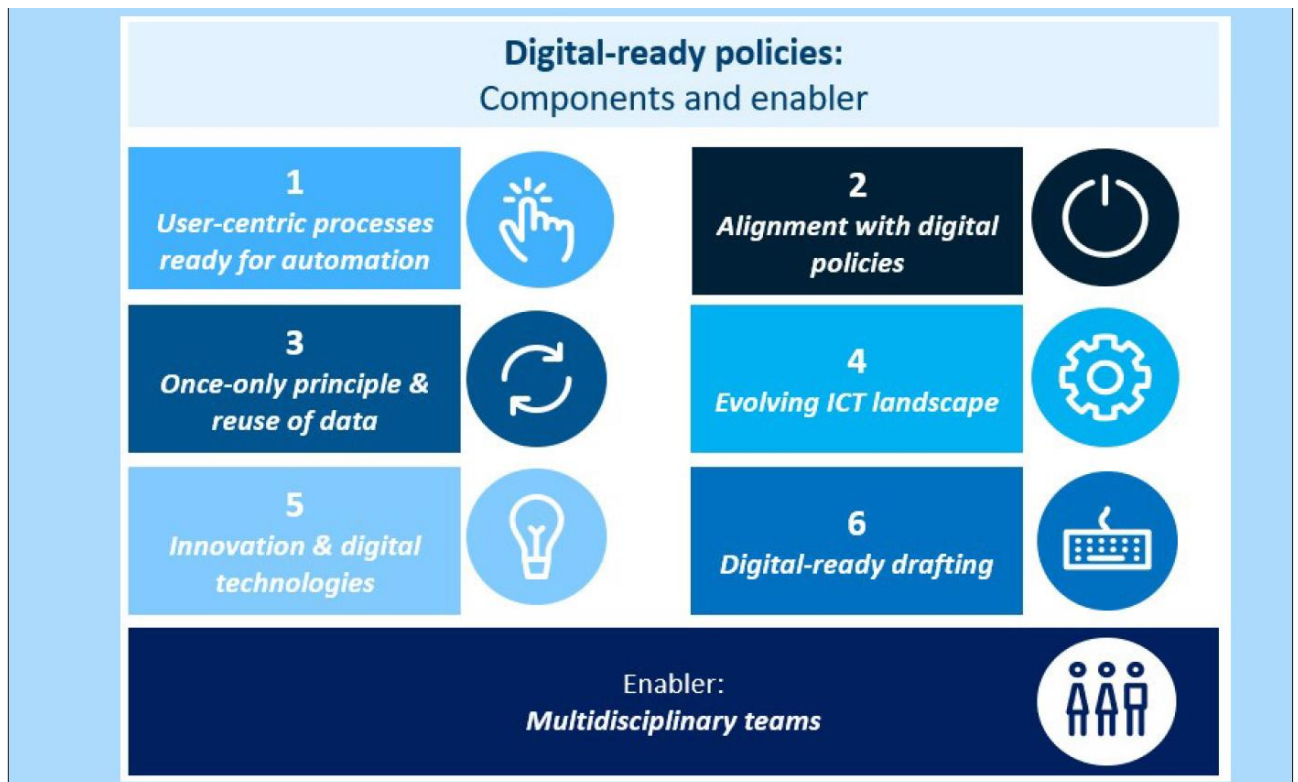 Digital-ready policies:
Components and enabler
1
User-centric processes
ready for automation
2
Alignment with digital
policies
3
Once-only principle &
reuse of data
4
Evolving ICT landscape
5
Innovation & digital
technologies
6
Digital-ready drafting
Enabler:
Multidisciplinary teams